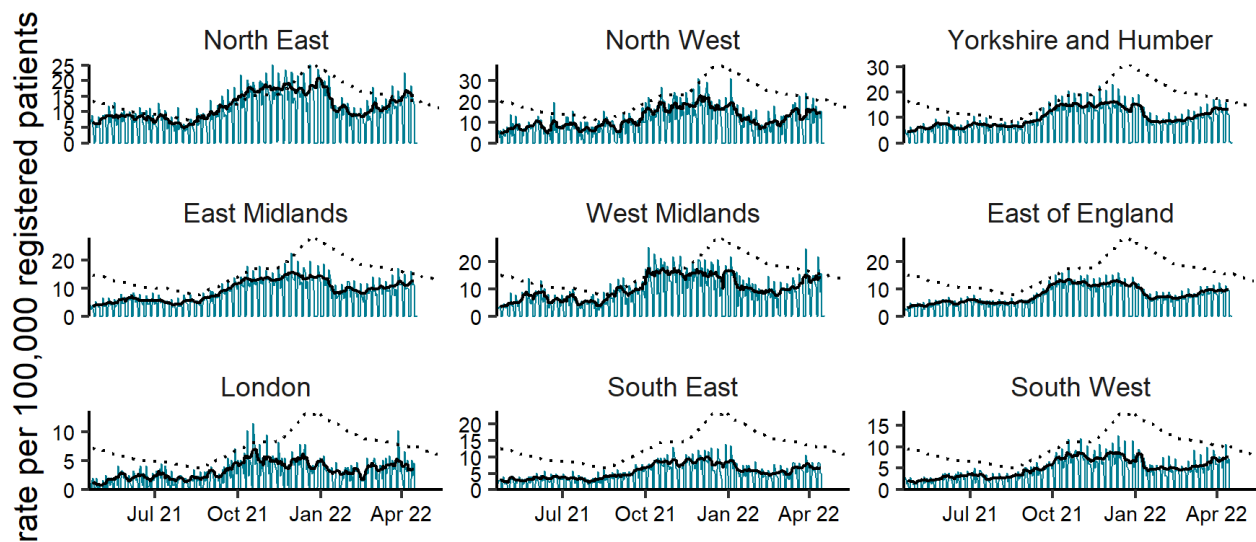 rate per 100,000 registered patients
North East
North West
Yorkshire and Humber
25
20
15
10
5
0
30
20
10
0
30
20
10
0
East Midlands
West Midlands
East of England
20
10
0
20
10
0
20
10
0
London
South East
South West
10
5
0
20
15
10
5
0
15
10
5
0
Jul 21 Oct 21 Jan 22 Apr 22
Jul 21 Oct 21 Jan 22 Apr 22
Jul 21 Oct 21 Jan 22 Apr 22